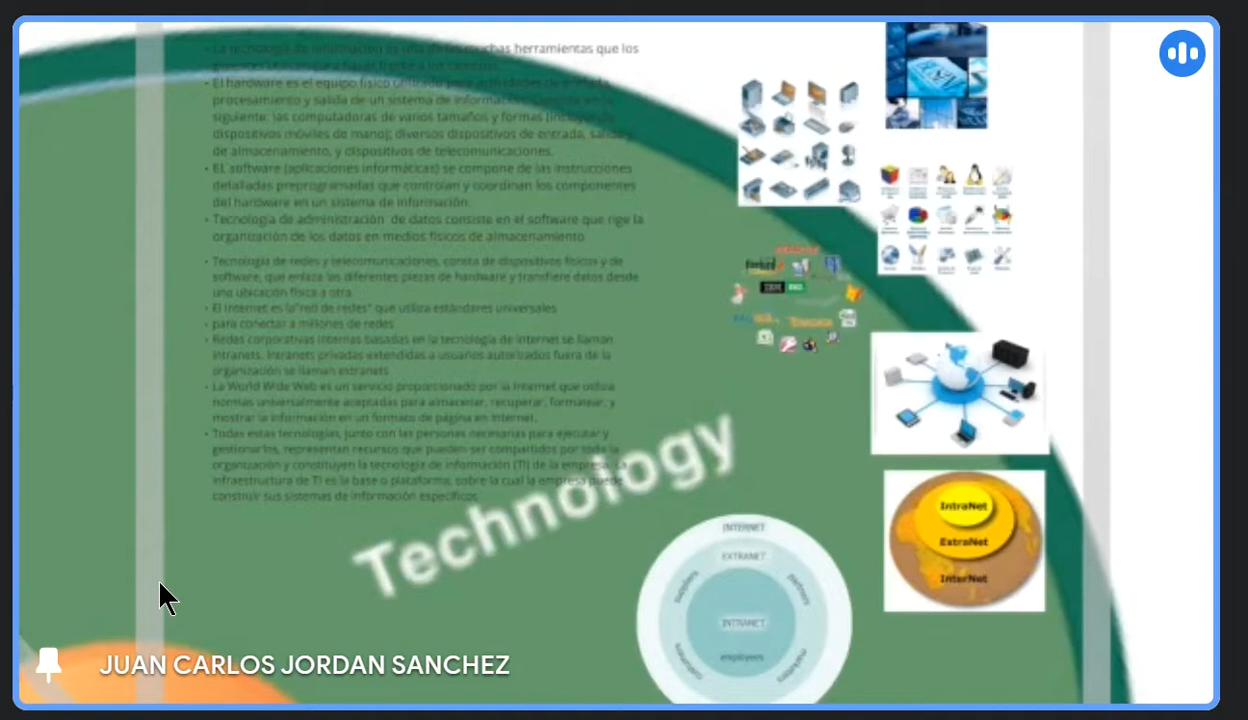 • La tecnología de información es una de las muchas herramientas que los
gerentes utilizan para hacer frente a los cambios.
• El hardware es el equipo físico utilizado para actividades de entrada,
procesamiento y salida de un sistema de información.
siguiente: las computadoras de varios tamaños y formas (incluyendo
dispositivos móviles de mano); diversos dispositivos de entrada, salida y
de almacenamiento, y dispositivos de telecomunicaciones.
• EL software (aplicaciones informáticas) se compone de las instrucciones
detalladas preprogramadas que controlan y coordinan los componentes
del hardware en un sistema de información.
• Tecnología de administración de datos consiste en el software que rige la
organización de los datos en medios físicos de almacenamiento
• Tecnología de redes y telecomunicaciones, consta de dispositivos físicos y de
software, que enlaza las diferentes piezas de hardware y transfiere datos desde
una ubicación física a otra.
• El Internet es la"red de redes" que utiliza estándares universales
• para conectar a millones de redes
• Redes corporativas internas basadas en la tecnología de Internet se llaman
intranets. Intranets privadas extendidas a usuarios autorizados fuera de la
organización se llaman extranets
• La World Wide Web es un servicio proporcionado por la Internet que utiliza
normas universalmente aceptadas para almacenar, recuperar, formatear, y
mostrar la información en un formato de página en Internet.
• Todas estas tecnologías, junto con las personas necesarias para ejecutar y
gestionarlos, representan recursos que pueden ser compartidos por toda la
organización y constituyen la tecnología de información (TI) de la empresa. La
infraestructura de TI es la base o plataforma, sobre la cual la empresa puede
construir sus sistemas de información específicos
Technology
IBM
INTERNET
EXTRANET
suppliers
partners
INTRANET
employees
customers
marketers
IntraNet
ExtraNet
InterNet
JUAN CARLOS JORDAN SANCHEZ